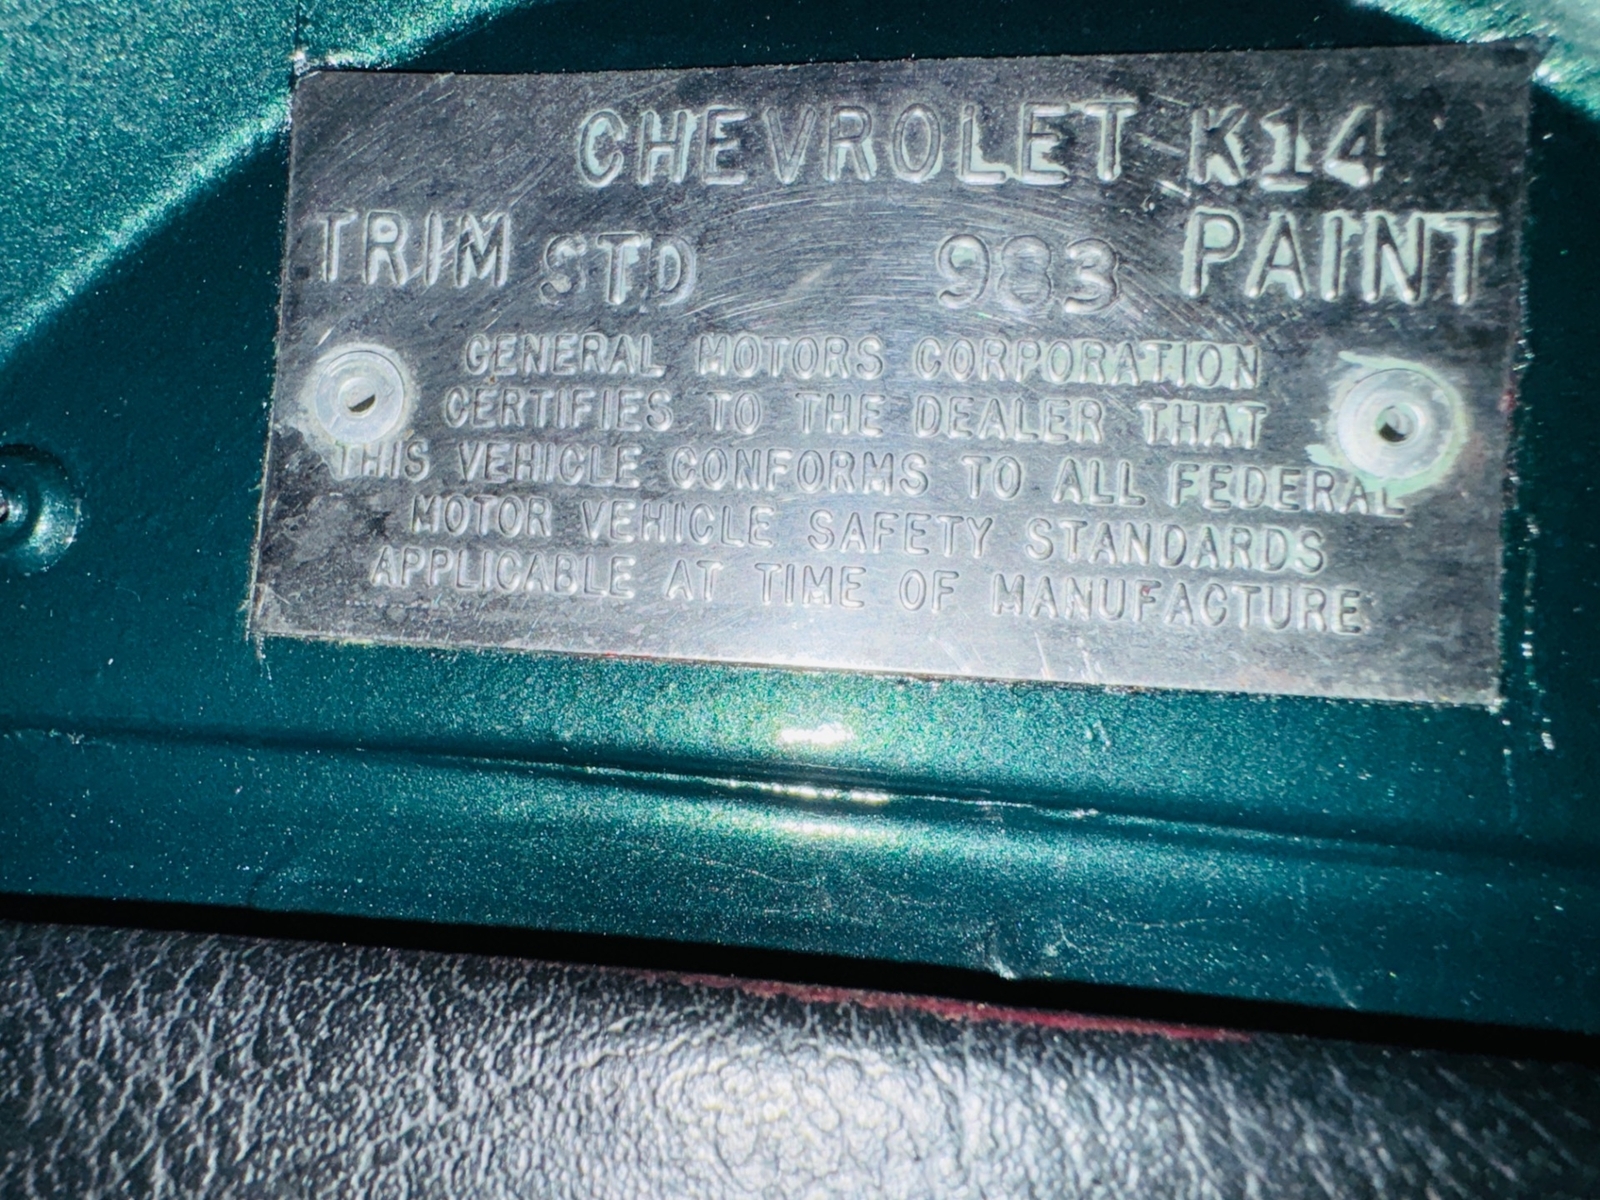 CHEVROLET K14
TRIM STD 983 PAINT
GENERAL MOTORS CORPORATION
CERTIFIES TO THE DEALER THAT
THIS VEHICLE CONFORMS TO ALL FEDERAL
MOTOR VEHICLE SAFETY STANDARDS
APPLICABLE AT TIME OF MANUFACTURE